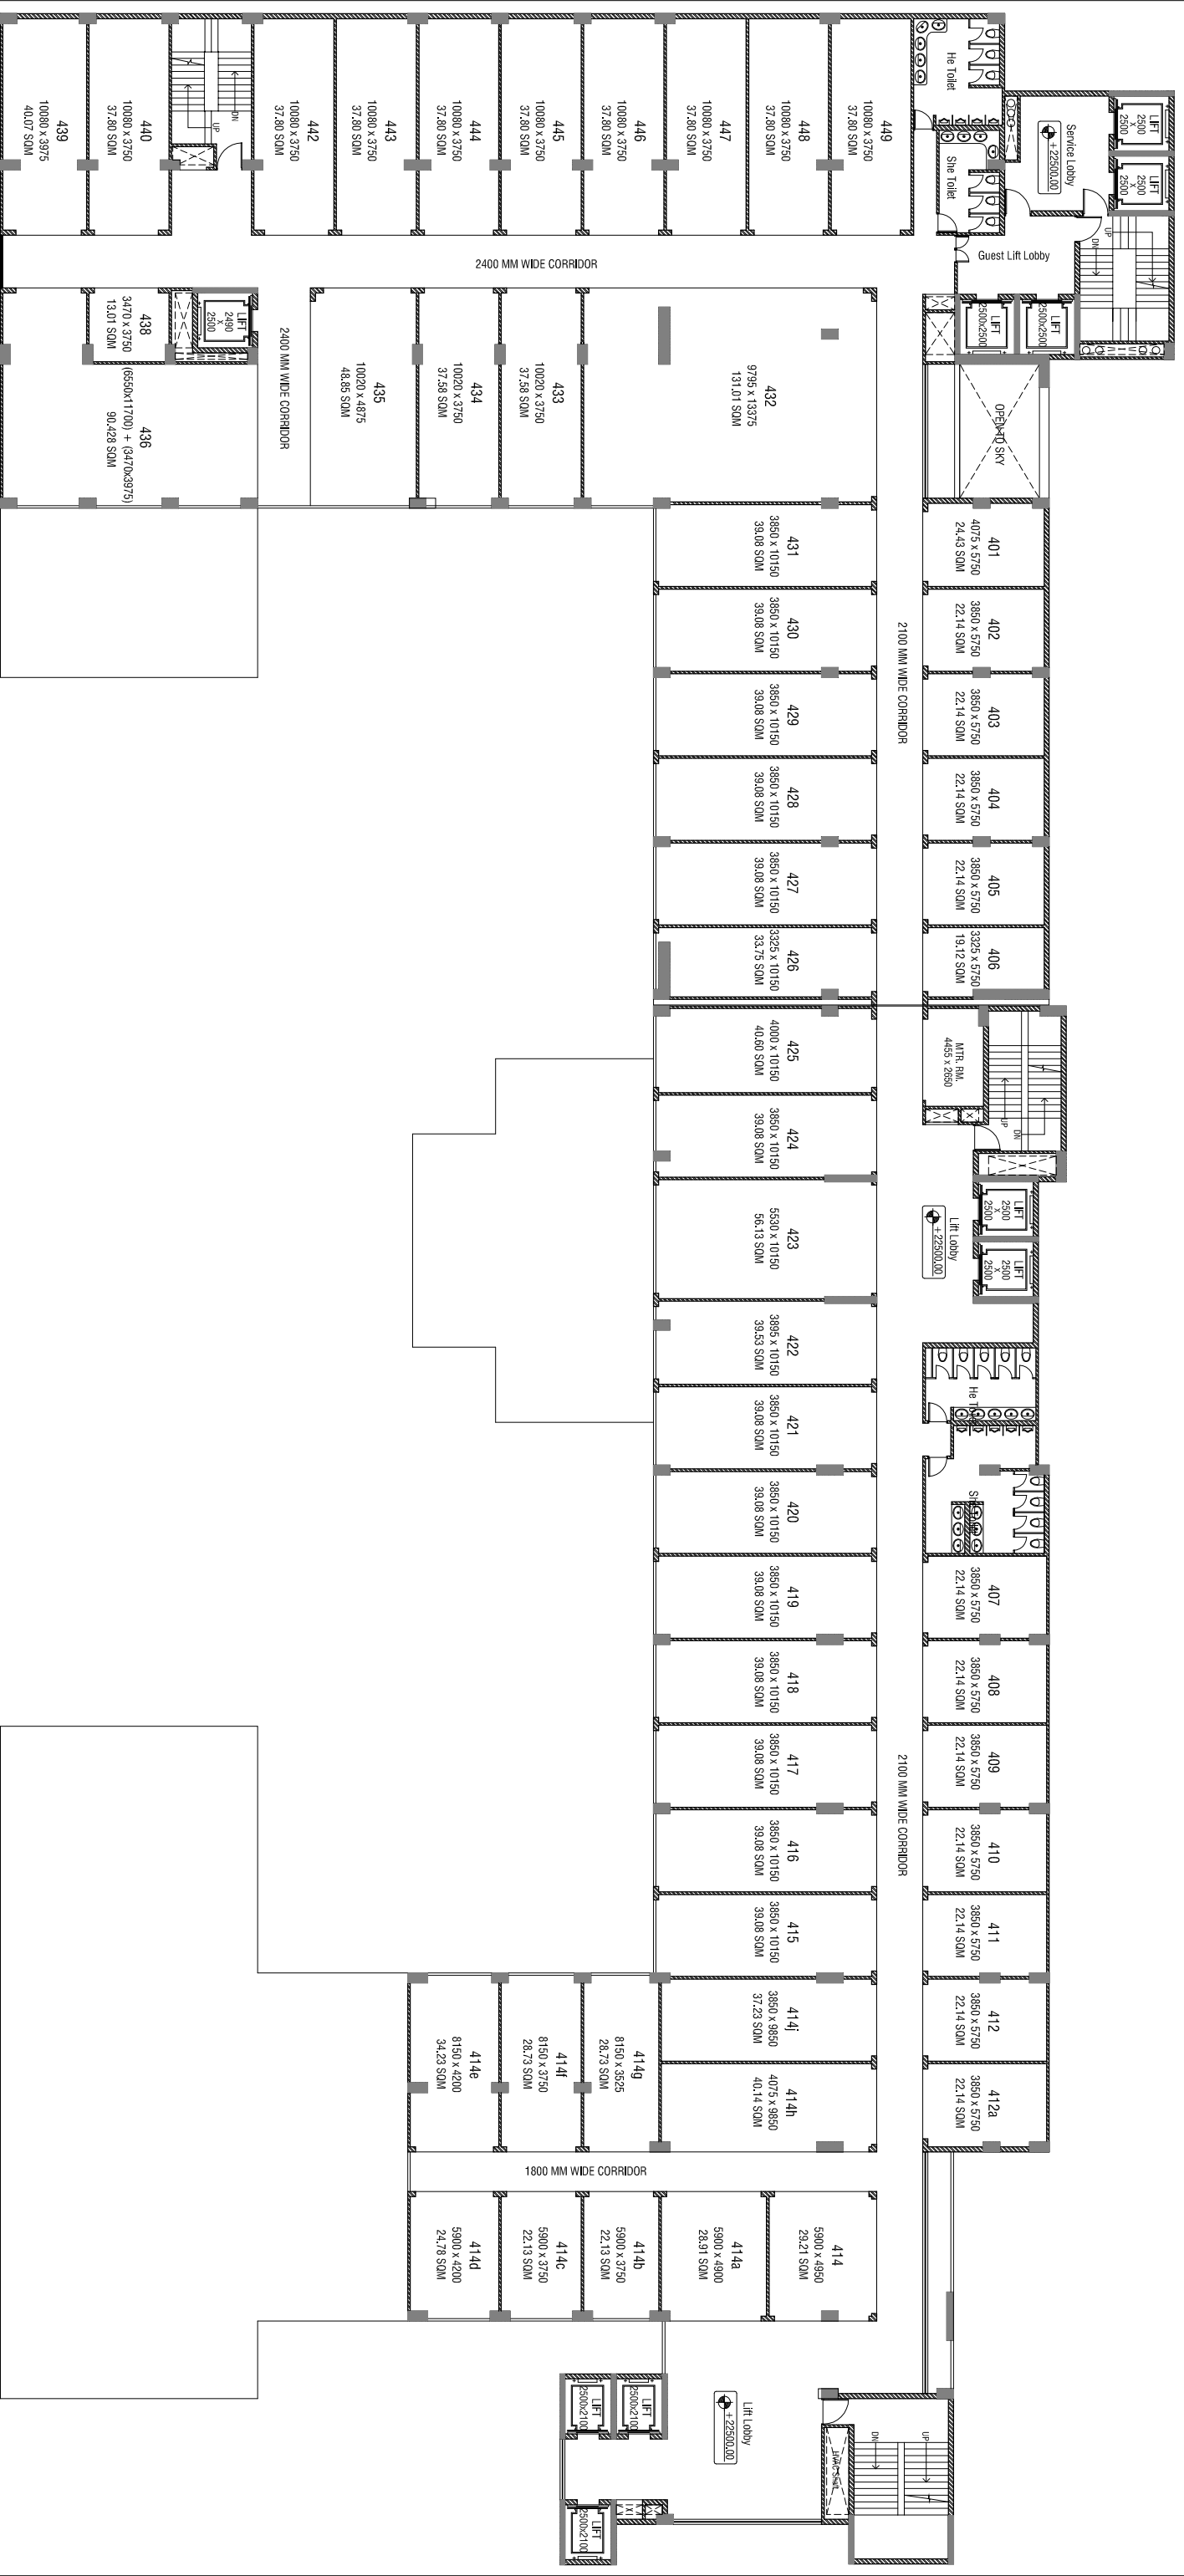 439
10080 x 3975
40.07 SQM
440
10080 x 3750
37.80 SQM
DN
UP
442
10080 x 3750
37.80 SQM
443
10080 x 3750
37.80 SQM
444
10080 x 3750
37.80 SQM
445
10080 x 3750
37.80 SQM
446
10080 x 3750
37.80 SQM
447
10080 x 3750
37.80 SQM
448
10080 x 3750
37.80 SQM
449
10080 x 3750
37.80 SQM
He Toilet
She Toilet
Service Lobby
+22500.00
LIFT
2500
X
2500
LIFT
2500
X
2500
UP
DN
Guest Lift Lobby
2400 MM WIDE CORRIDOR
LIFT
2500x2500
LIFT
2500x2500
438
3470 x 3750
13.01 SQM
LIFT
2490
X
2500
436
(6550x11700) + (3470x3975)
90.428 SQM
2400 MM WIDE CORRIDOR
435
10020 x 4875
48.85 SQM
434
10020 x 3750
37.58 SQM
433
10020 x 3750
37.58 SQM
432
9795 x 13375
131.01 SQM
OPEN TO SKY
431
3850 x 10150
39.08 SQM
430
3850 x 10150
39.08 SQM
429
3850 x 10150
39.08 SQM
428
3850 x 10150
39.08 SQM
427
3850 x 10150
39.08 SQM
426
3325 x 10150
33.75 SQM
2100 MM WIDE CORRIDOR
401
4075 x 5750
24.43 SQM
402
3850 x 5750
22.14 SQM
403
3850 x 5750
22.14 SQM
404
3850 x 5750
22.14 SQM
405
3850 x 5750
22.14 SQM
406
3325 x 5750
19.12 SQM
425
4000 x 10150
40.60 SQM
424
3850 x 10150
39.08 SQM
423
5530 x 10150
56.13 SQM
422
3895 x 10150
39.53 SQM
421
3850 x 10150
39.08 SQM
420
3850 x 10150
39.08 SQM
419
3850 x 10150
39.08 SQM
418
3850 x 10150
39.08 SQM
417
3850 x 10150
39.08 SQM
416
3850 x 10150
39.08 SQM
415
3850 x 10150
39.08 SQM
MTR. RM.
4455 x 2650
UP
DN
Lift Lobby
+22500.00
LIFT
2500
X
2500
LIFT
2500
X
2500
He
407
3850 x 5750
22.14 SQM
408
3850 x 5750
22.14 SQM
409
3850 x 5750
22.14 SQM
410
3850 x 5750
22.14 SQM
411
3850 x 5750
22.14 SQM
412
3850 x 5750
22.14 SQM
412a
3850 x 5750
22.14 SQM
2100 MM WIDE CORRIDOR
414j
3850 x 9850
37.23 SQM
414h
4075 x 9850
40.14 SQM
414g
8150 x 3525
28.73 SQM
414f
8150 x 3750
28.73 SQM
414e
8150 x 4200
34.23 SQM
1800 MM WIDE CORRIDOR
414d
5900 x 4200
24.78 SQM
414c
5900 x 3750
22.13 SQM
414b
5900 x 3750
22.13 SQM
414a
5900 x 4900
28.91 SQM
414
5900 x 4950
29.21 SQM
LIFT
2500x2100
LIFT
2500x2100
LIFT
2500x2100
Lift Lobby
+22500.00
HVAC Shaft
DN
UP